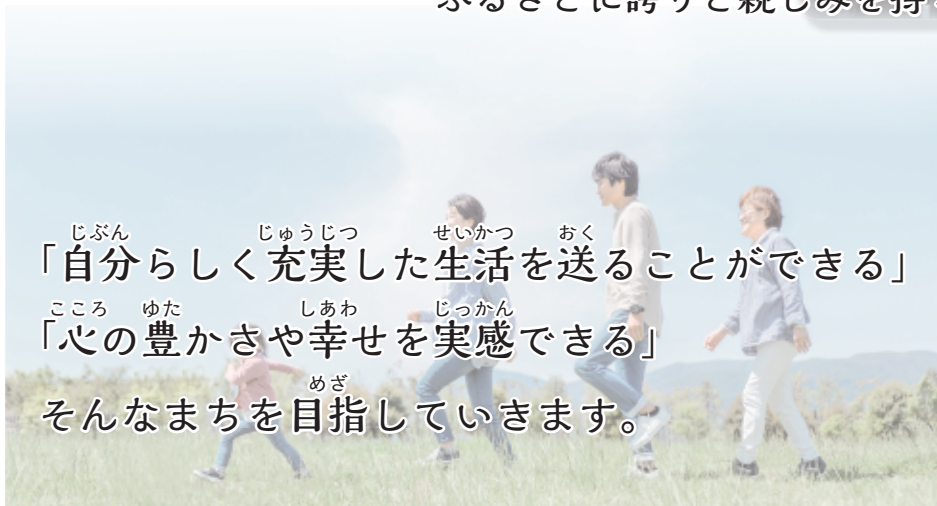 ふるさとに誇りと親しみを持
「自分らしく充実した生活を送ることができる」
「心の豊かさや幸せを実感できる」
そんなまちを目指していきます。